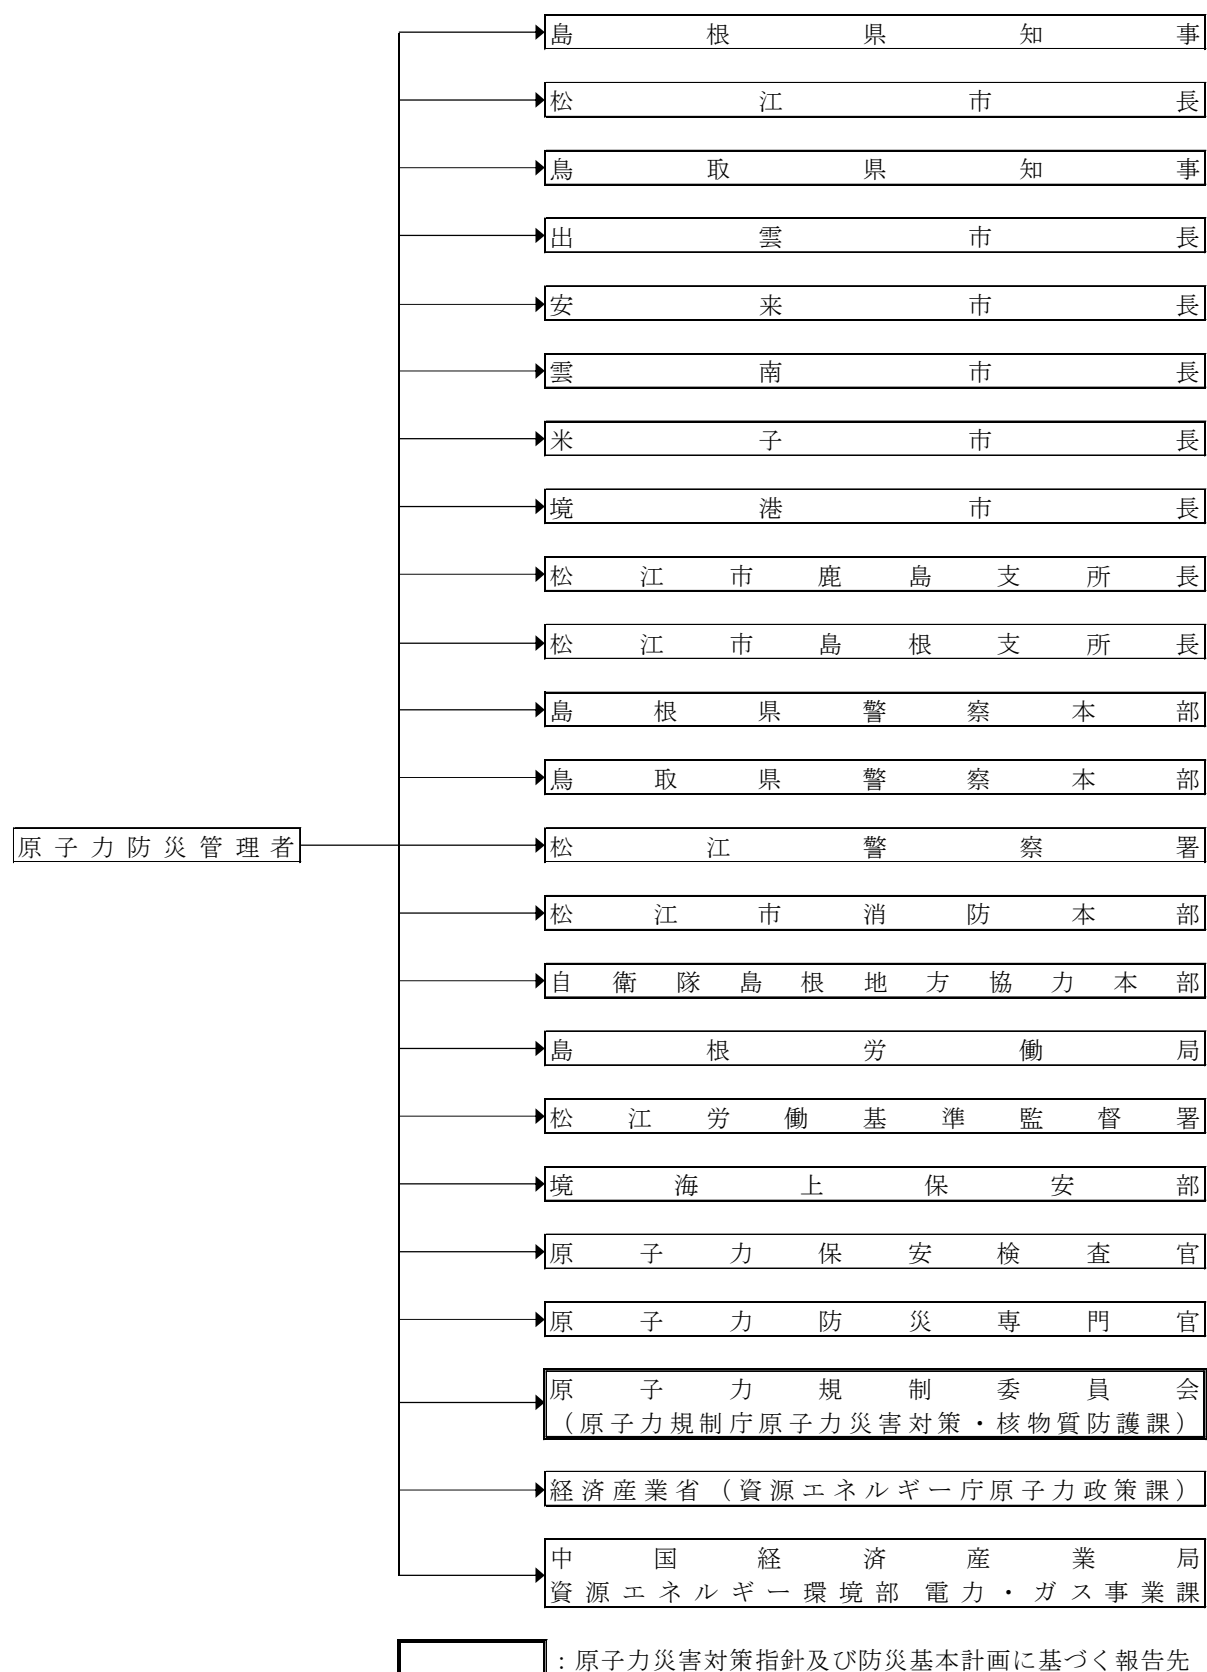 島根県知事
松江市長
鳥取県知事
出雲市長
安来市長
雲南市長
米子市長
境港市長
松江市鹿島支所長
松江市島根支所長
島根県警察本部
鳥取県警察本部
原子力防災管理者
松江警察署
松江市消防本部
自衛隊島根地方協力本部
島根労働局
松江労働基準監督署
境海上保安部
原子力保安検査官
原子力防災専門官
原子力規制委員会
（原子力規制庁原子力災害対策・核物質防護課）
経済産業省（資源エネルギー庁原子力政策課）
中国経済産業局
資源エネルギー環境部 電力・ガス事業課
：原子力災害対策指針及び防災基本計画に基づく報告先